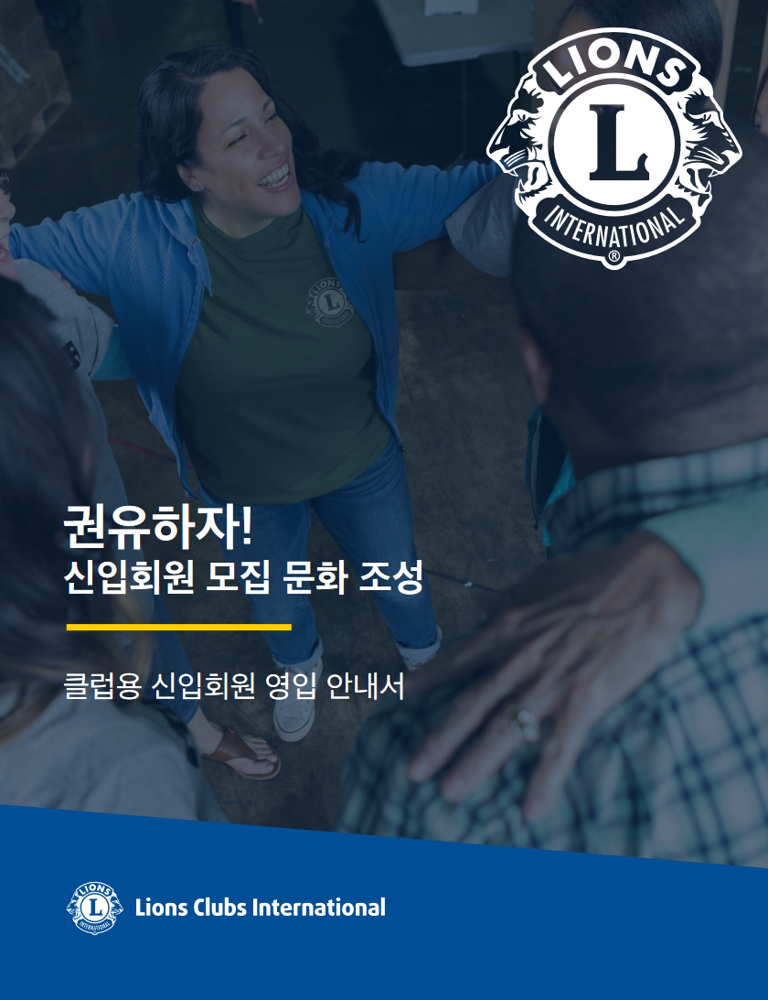 LIONS
L
INTERNATIONAL
®
LIONS
L
권유하자!
신입회원 모집 문화 조성
클럽용 신입회원 영입 안내서
LIONS
L
INTERNATIONAL
Lions Clubs International